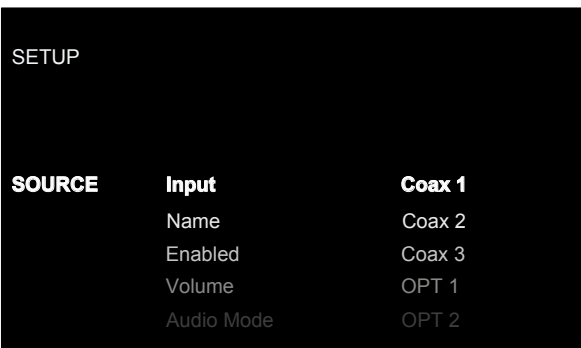 SETUP
SOURCE Input Coax 1
Name Coax 2
Enabled Coax 3
Volume OPT 1
Audio Mode OPT 2